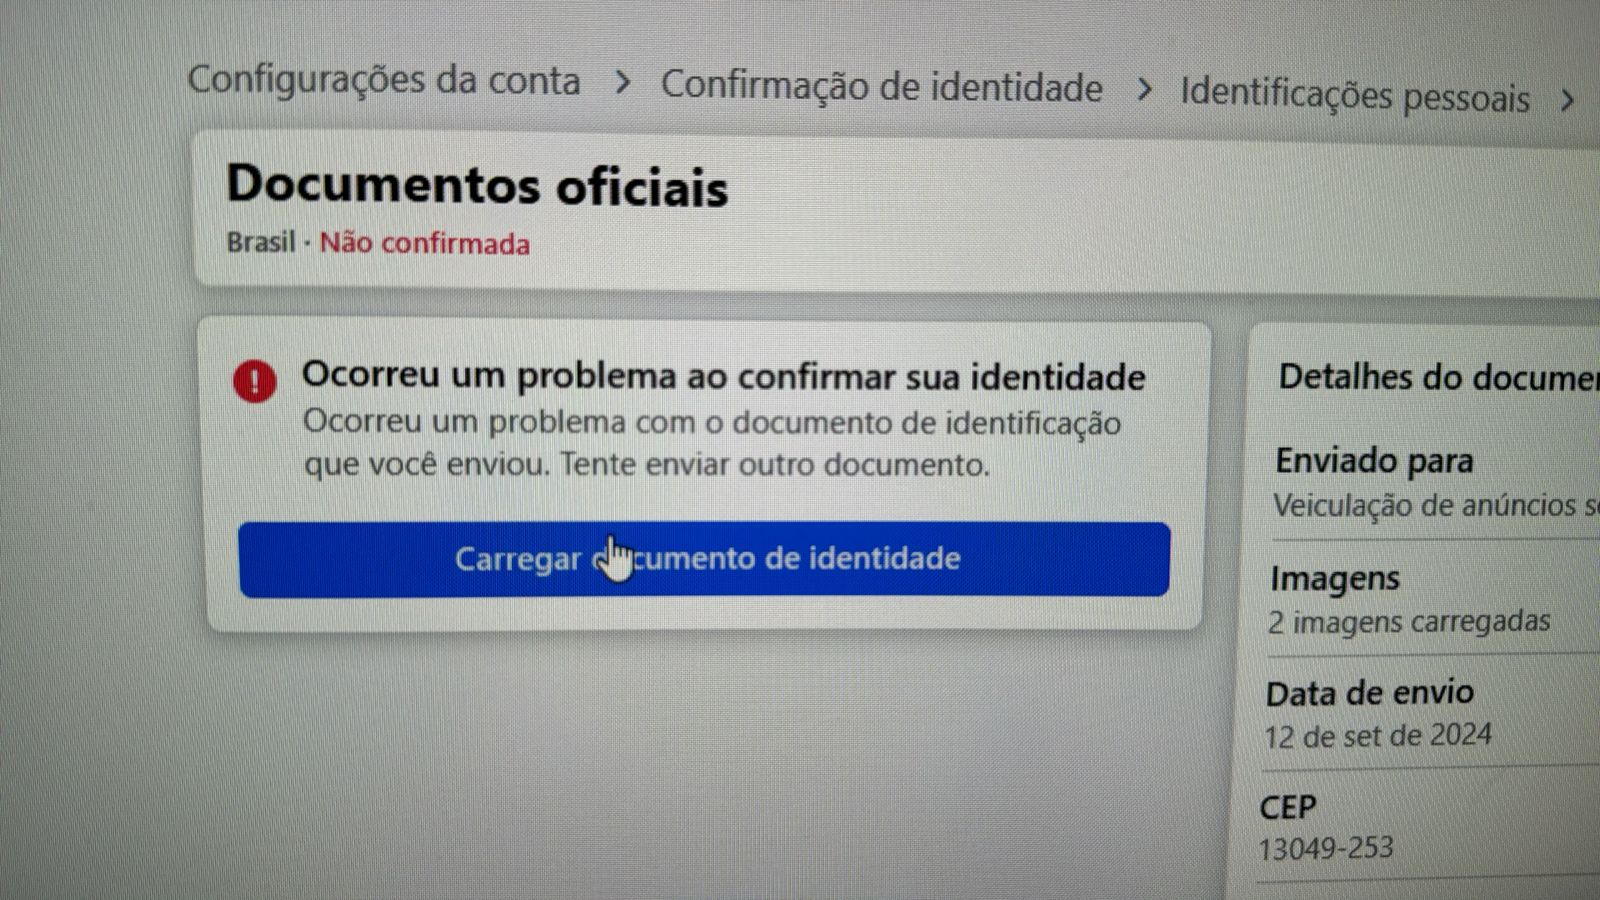 Configurações da conta > Confirmação de identidade > Identificações pessoais >
Documentos oficiais
Brasil · Não confirmada
Ocorreu um problema ao confirmar sua identidade
Ocorreu um problema com o documento de identificação
que você enviou. Tente enviar outro documento.
Carregar documento de identidade
Detalhes do
Enviado para
Veiculação de anúncios
Imagens
2 imagens carregadas
Data de envio
12 de set de 2024
CEP
13049-253